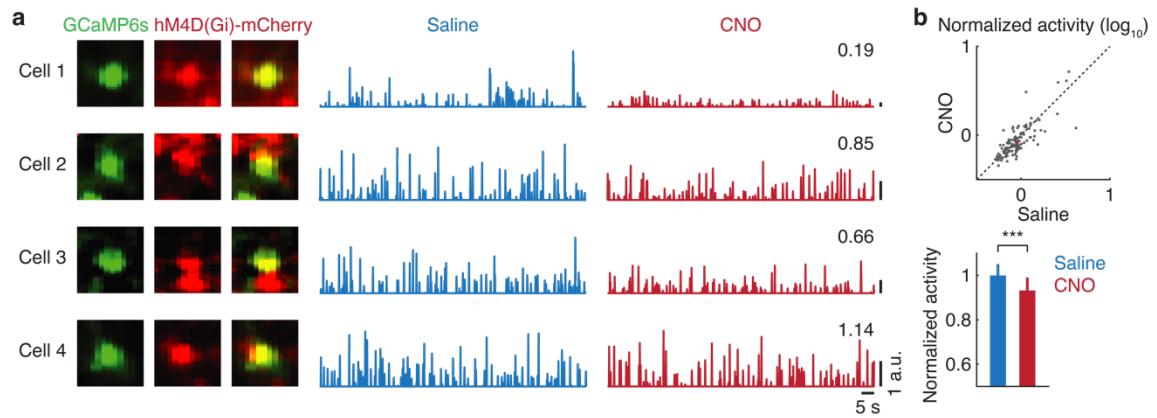 a
GCaMP6s hM4D(Gi)-mCherry Saline CNO
Cell 1 0.19
Cell 2 0.85
Cell 3 0.66
Cell 4 1.14
1 a.u.
5 s
b
Normalized activity (log10)
1
CNO
0
0 1
Saline
***
Saline
CNO
Normalized activity
1
0.8
0.6